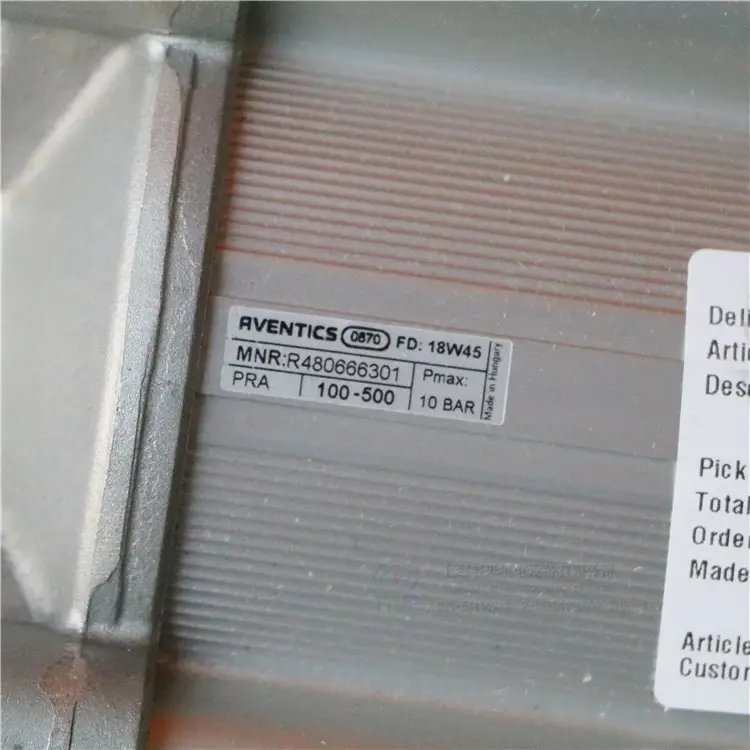 AVENTICS 0870 FD: 18W45
MNR:R480666301
PRA 100-500
Pmax:
10 BAR
Made in Hungary
Deli
Artic
Desc
Pick
Total
Orde
Made
Article
Custor